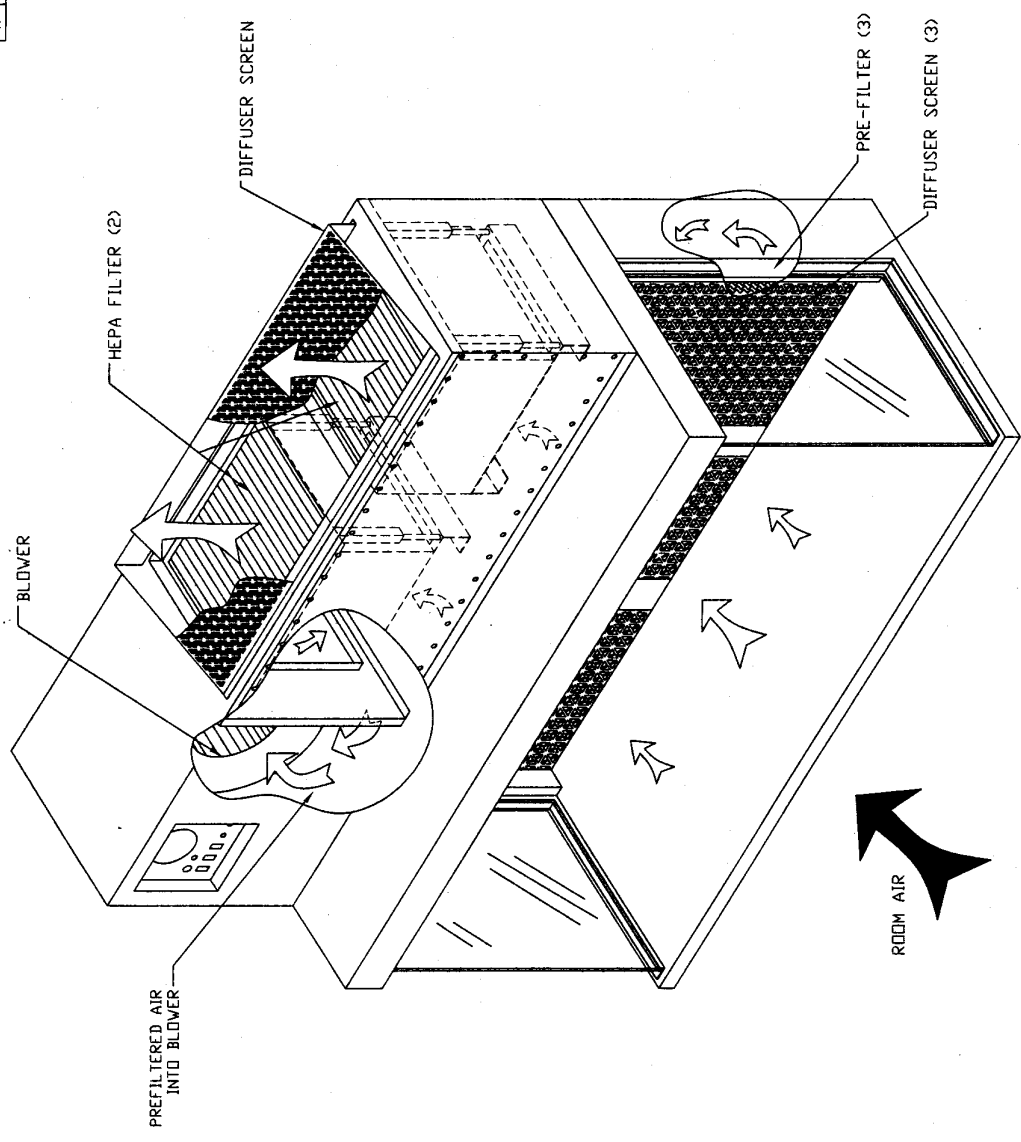 BLOWER
HEPA FILTER (2)
DIFFUSER SCREEN
PREFILTERED AIR
INTO BLOWER
PRE-FILTER (3)
DIFFUSER SCREEN (3)
ROOM AIR